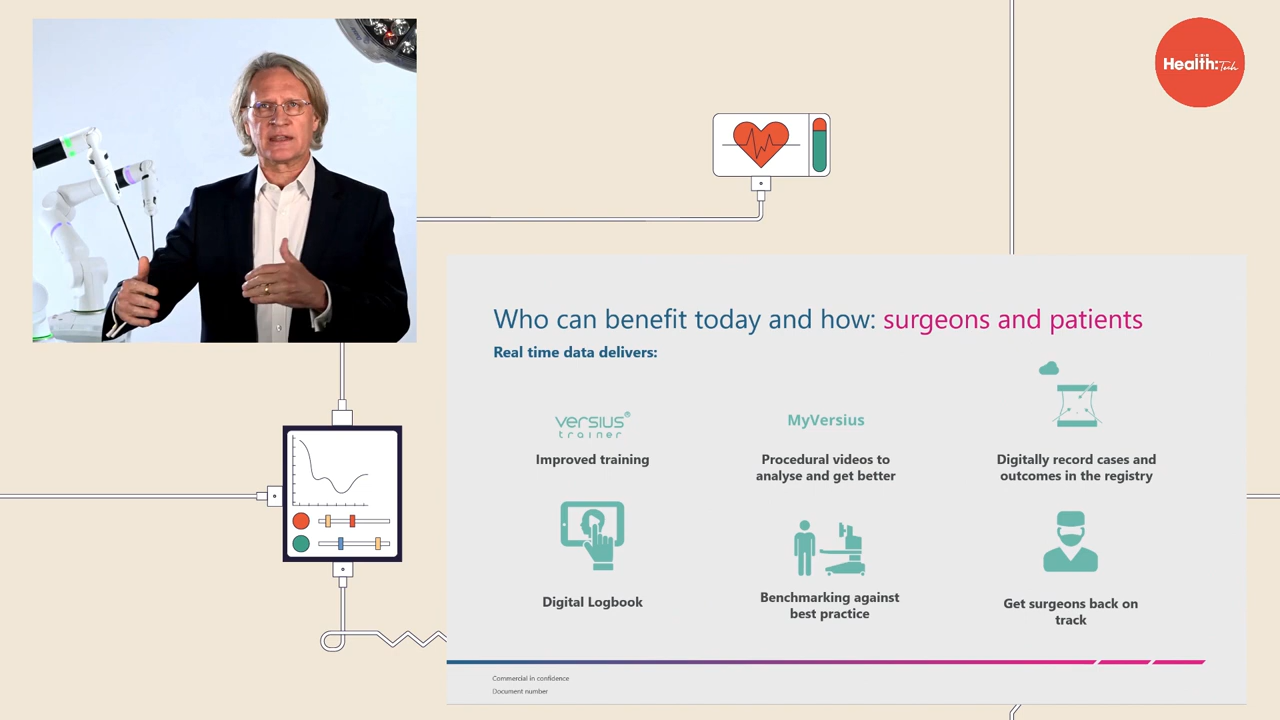 Health:Tech
Who can benefit today and how: surgeons and patients
Real time data delivers:
versius®
trainer
Improved training
MyVersius
Procedural videos to
analyse and get better
Digitally record cases and
outcomes in the registry
Digital Logbook
Benchmarking against
best practice
Get surgeons back on
track
Commercial in confidence
Document number